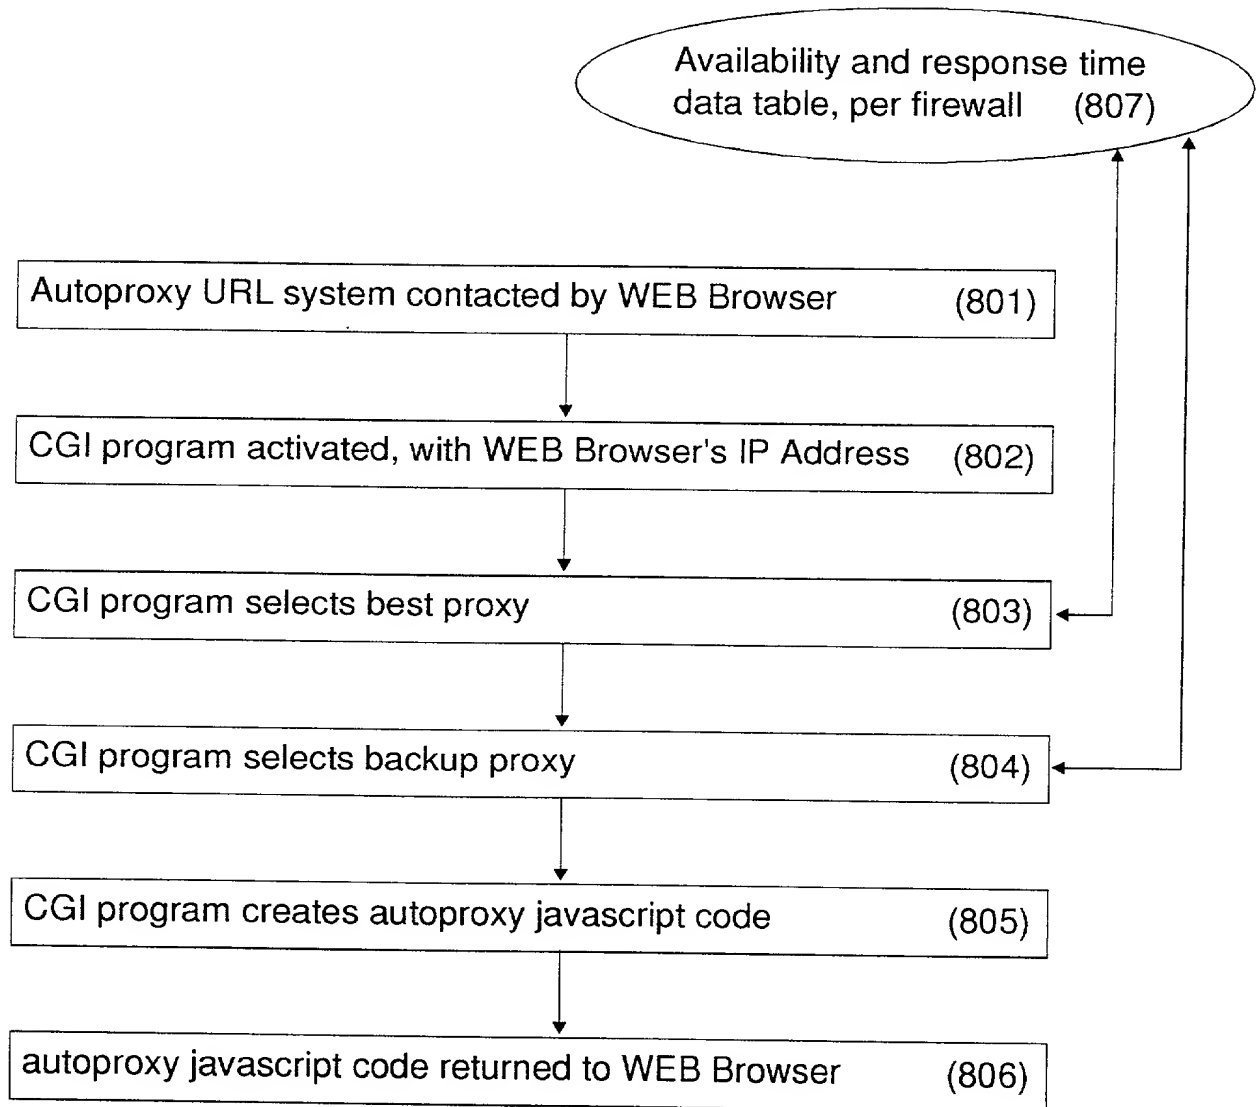 Availability and response time
data table, per firewall (807)
Autoproxy URL system contacted by WEB Browser (801)
CGI program activated, with WEB Browser's IP Address (802)
CGI program selects best proxy (803)
CGI program selects backup proxy (804)
CGI program creates autoproxy javascript code (805)
autoproxy javascript code returned to WEB Browser (806)